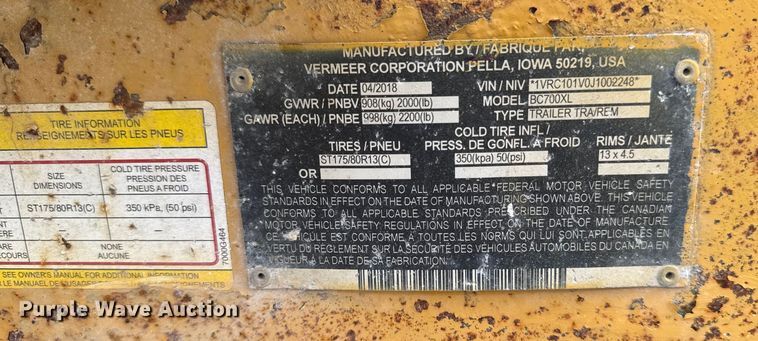 MANUFACTURED BY / FABRIQUE PAR,
VERMEER CORPORATION PELLA, IOWA 50219, USA
DATE 04/2018 VIN / NIV *1VRC101V0J1002248*
GVWR / PNBV 908(kg) 2000(lb) MODEL BC700XL
GAWR (EACH) / PNBE 998(kg) 2200(lb) TYPE TRAILER TRA/REM
COLD TIRE INFL/
TIRES / PNEU PRESS. DE GONFL. A FROID RIMS / JANTE
ST175/80R13(C) 350(kpa) 50(psi) 13 x 4.5
OR
THIS VEHICLE CONFORMS TO ALL APPLICABLE FEDERAL MOTOR VEHICLE SAFETY
STANDARDS IN EFFECT ON THE DATE OF MANUFACTURING SHOWN ABOVE. THIS
VEHICLE CONFORMS TO ALL APPLICABLE STANDARDS PRESCRIBED UNDER THE CANADIAN
MOTOR VEHICLE SAFETY REGULATIONS IN EFFECT ON THE DATE OF MANUFACTURE
CE VEHICULE EST CONFORME A TOUTES LES NORMES QUI LUI SONT APPLICABLES EN
VERTU DU REGLEMENT SUR LA SECURITE DES VÉHICULES AUTOMOBILES DU CANADA EN
VIGUEUR A LA DATE DE SA FABRICATION.
TIRE INFORMATION
RENSEIGNEMENTS SUR LES PNEUS
SIZE COLD TIRE PRESSURE
DIMENSIONS PRESSION DES
PNEUS A FROID
ST175/80R13(C) 350 kPa, (50 psi)
NONE
AUCUNE
SEE OWNERS MANUAL FOR ADDITIONAL INFORMATION
LE MANUEL DE
7000G464
Purple Wave Auction